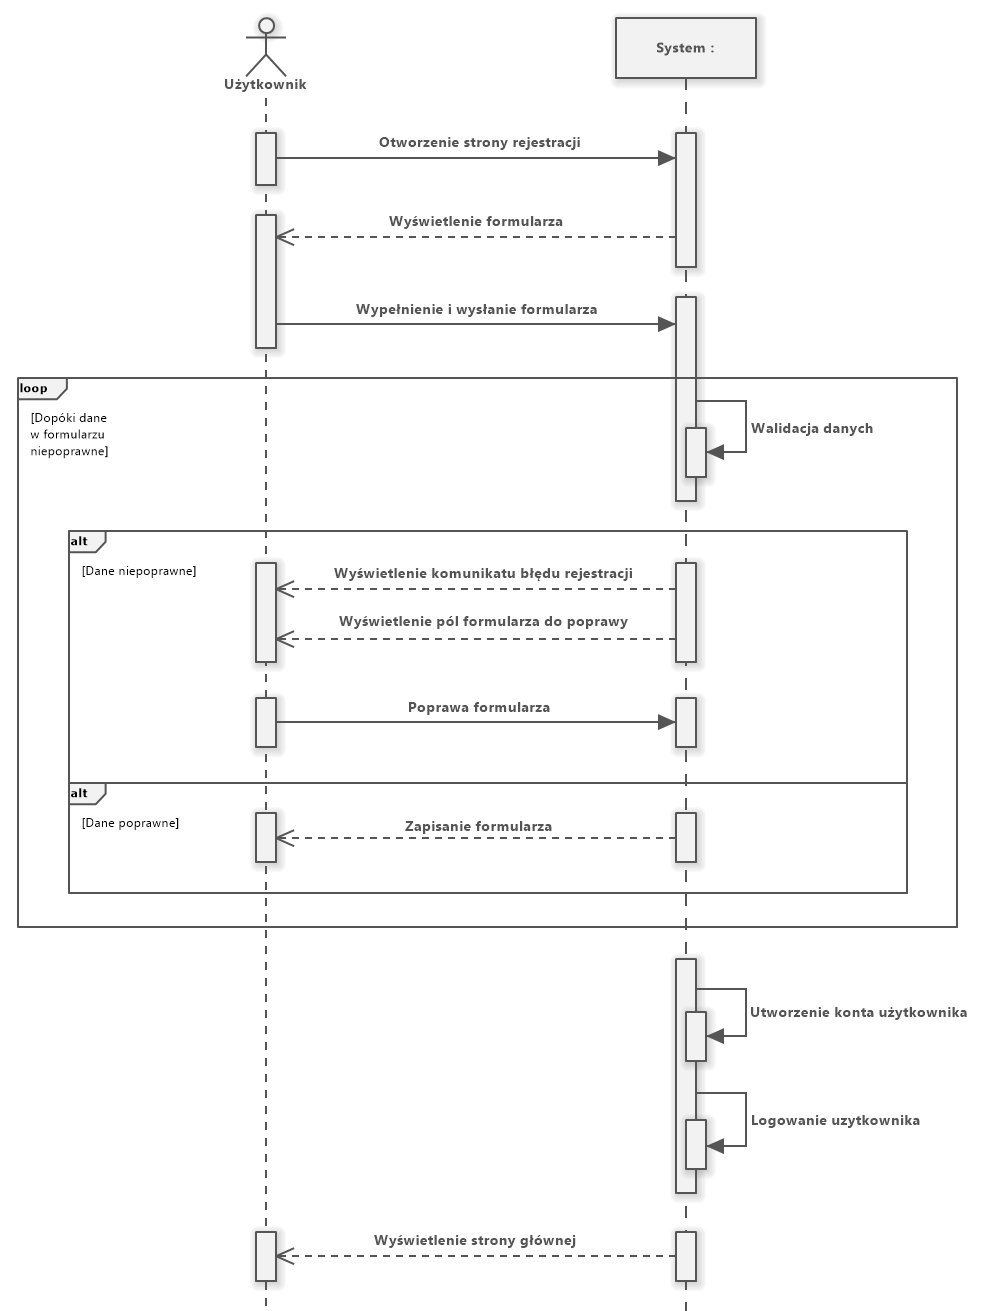 System :
Użytkownik
Otworzenie strony rejestracji
Wyświetlenie formularza
Wypełnienie i wysłanie formularza
loop
[Dopóki dane
w formularzu
niepoprawne]
Walidacja danych
alt
[Dane niepoprawne]
Wyświetlenie komunikatu błędu rejestracji
Wyświetlenie pól formularza do poprawy
Poprawa formularza
alt
[Dane poprawne]
Zapisanie formularza
Utworzenie konta użytkownika
Logowanie uzytkownika
Wyświetlenie strony głównej